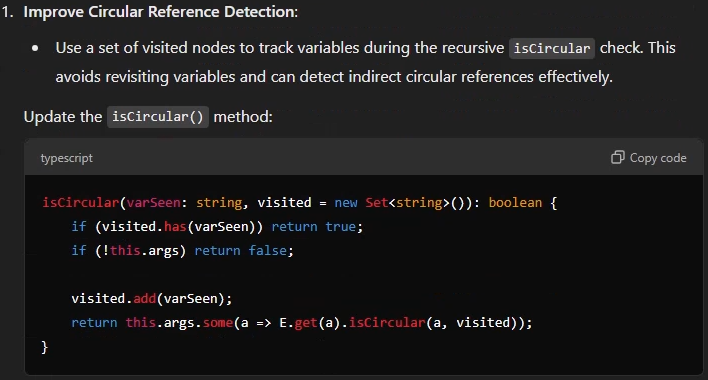 1. Improve Circular Reference Detection:
• Use a set of visited nodes to track variables during the recursive isCircular check. This
avoids revisiting variables and can detect indirect circular references effectively.
Update the isCircular() method:
typescript Copy code
isCircular(varSeen: string, visited = new Set<string>()): boolean {
    if (visited.has(varSeen)) return true;
    if (!this.args) return false;
    visited.add(varSeen);
    return this.args.some(a => E.get(a).isCircular(a, visited));
}